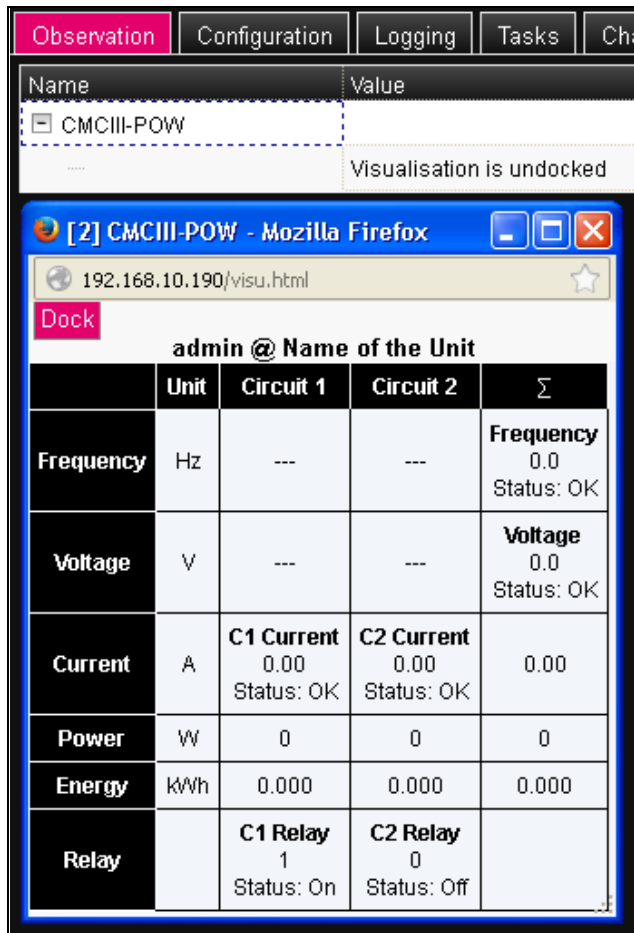 Observation Configuration Logging Tasks Cha
Name Value
CMCIII-POW
Visualisation is undocked
[2] CMCIII-POW - Mozilla Firefox
192.168.10.190/visu.html
Dock
admin @ Name of the Unit
Unit Circuit 1 Circuit 2 Σ
Frequency Hz --- --- Frequency
0.0
Status: OK
Voltage V --- --- Voltage
0.0
Status: OK
Current A C1 Current C2 Current 0.00
0.00 0.00
Status: OK Status: OK
Power W 0 0 0
Energy kWh 0.000 0.000 0.000
Relay C1 Relay C2 Relay
1 0
Status: On Status: Off